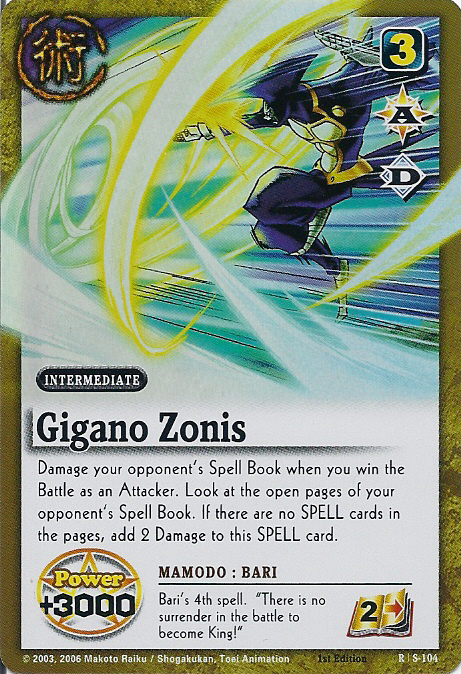 術
3
A
D
INTERMEDIATE
Gigano Zonis
Damage your opponent's Spell Book when you win the
Battle as an Attacker. Look at the open pages of your
opponent's Spell Book. If there are no SPELL cards in
the pages, add 2 Damage to this SPELL card.
Power
+3000
MAMODO : BARI
Bari's 4th spell. "There is no
surrender in the battle to
become King!"
2
© 2003, 2006 Makoto Raiku / Shogakukan, Toei Animation
1st Edition
R | S-104